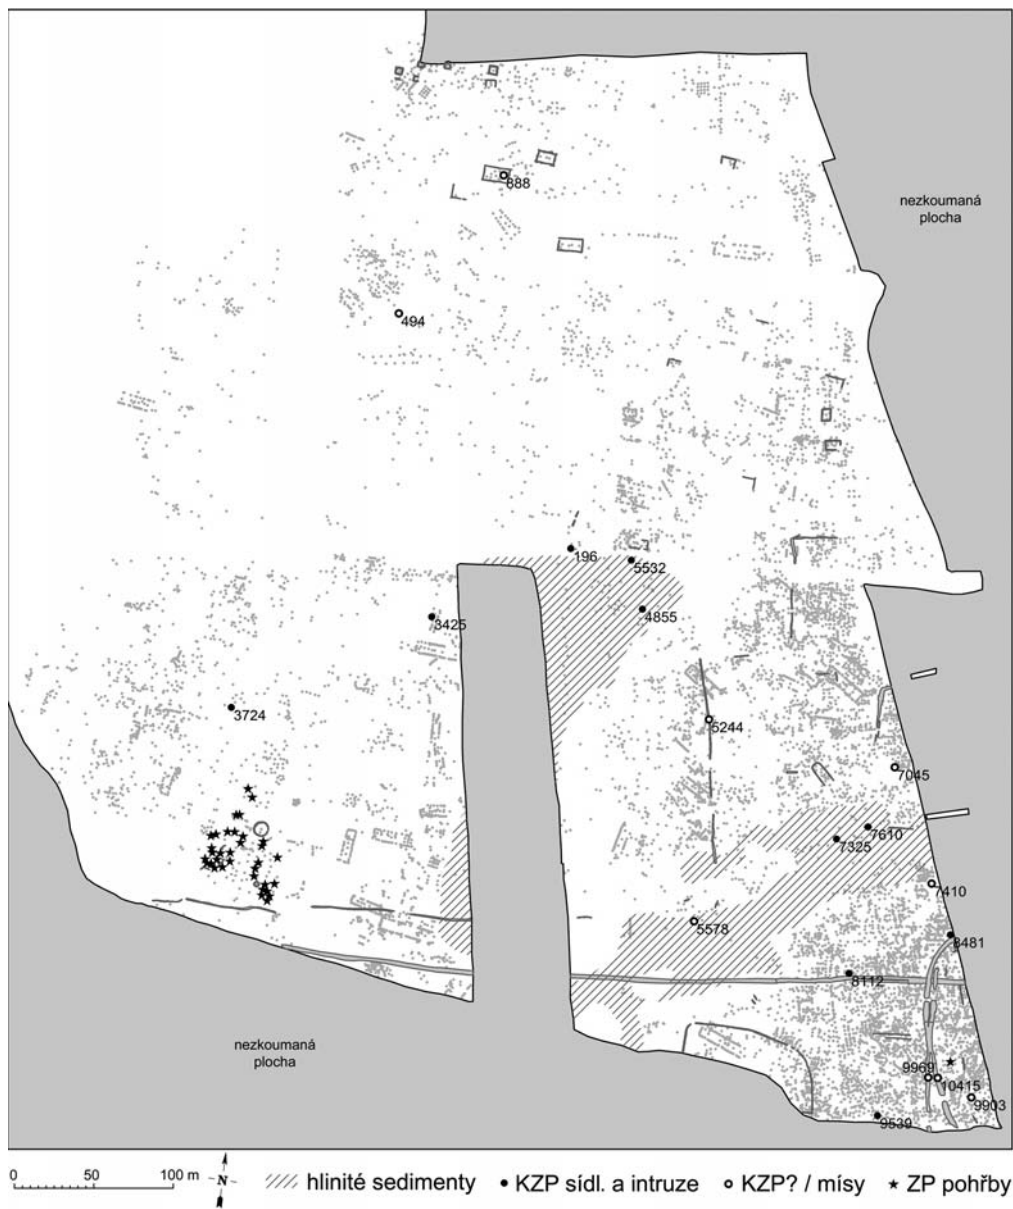 888
nezkoumaná
plocha
494
196
5532
4855
3425
3724
5244
7045
7610
7325
7410
5578
8481
8112
nezkoumaná
plocha
9969
10415
9903
9539
0 50 100 m
N
hlinité sedimenty
KZP sídl. a intruze
KZP? / mísy
ZP pohřby